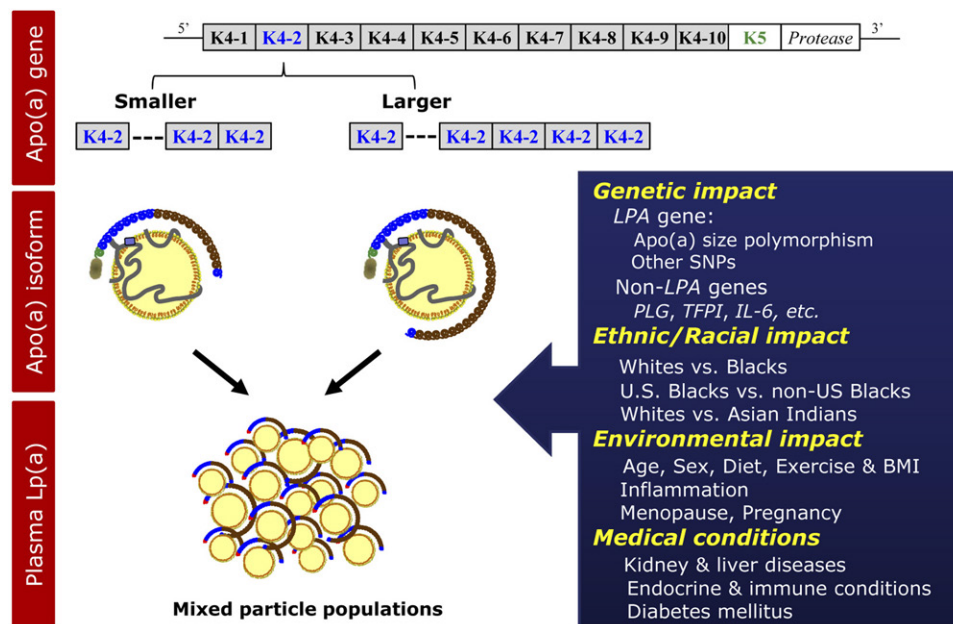 Apo(a) gene
5’
K4-1 K4-2 K4-3 K4-4 K4-5 K4-6 K4-7 K4-8 K4-9 K4-10 K5 Protease
3’
Smaller
Larger
K4-2 K4-2 K4-2
K4-2 K4-2 K4-2 K4-2 K4-2
Apo(a) isoform
Plasma Lp(a)
Mixed particle populations
Genetic impact
LPA gene:
Apo(a) size polymorphism
Other SNPs
Non-LPA genes
PLG, TFPI, IL-6, etc.
Ethnic/Racial impact
Whites vs. Blacks
U.S. Blacks vs. non-US Blacks
Whites vs. Asian Indians
Environmental impact
Age, Sex, Diet, Exercise & BMI
Inflammation
Menopause, Pregnancy
Medical conditions
Kidney & liver diseases
Endocrine & immune conditions
Diabetes mellitus